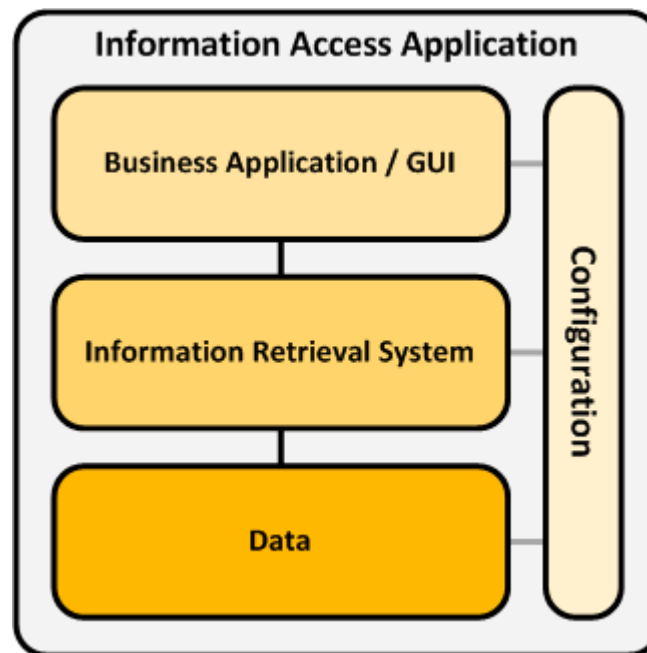 Information Access Application
Business Application / GUI
Information Retrieval System
Data
Configuration